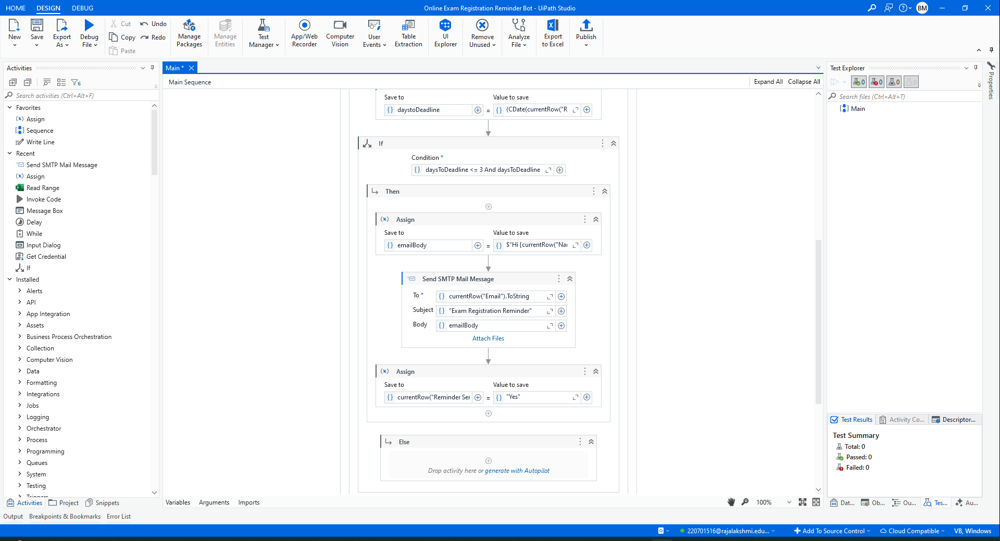 HOME DESIGN DEBUG
Online Exam Registration Reminder Bot - UiPath Studio
BM
New
Save
Export As
Debug File
Cut
Copy
Paste
Undo
Redo
Manage Packages
Manage Entities
Test Manager
App/Web Recorder
Computer Vision
User Events
Table Extraction
UI Explorer
Remove Unused
Analyze File
Export to Excel
Publish
Activities
6
Search activities (Ctrl+Alt+F)
Favorites
Assign
Sequence
Write Line
Recent
Send SMTP Mail Message
Assign
Read Range
Invoke Code
Message Box
Delay
While
Input Dialog
Get Credential
If
Installed
Alerts
API
App Integration
Assets
Business Process Orchestration
Collection
Computer Vision
Data
Formatting
Integrations
Jobs
Logging
Orchestrator
Process
Programming
Queues
System
Testing
Triggers
Activities Project Snippets
Main *
Main Sequence
Expand All Collapse All
Save to Value to save
daystoDeadline = (CDate(currentRow("R
If
Condition *
daysToDeadline <= 3 And daysToDeadline
Then
Assign
Save to Value to save
emailBody = $"Hi {currentRow("Nai
Send SMTP Mail Message
To * currentRow("Email").ToString
Subject "Exam Registration Reminder"
Body emailBody
Attach Files
Assign
Save to Value to save
currentRow("Reminder Ser = "Yes"
Else
Drop activity here or generate with Autopilot
Variables Arguments Imports
100%
Test Explorer
0 0 0 0
Search files (Ctrl+Alt+T)
Main
Properties
Test Results Activity Co... Descriptor...
Test Summary
Total: 0
Passed: 0
Failed: 0
Dat... Ob... Ou... Tes... Au...
Output Breakpoints & Bookmarks Error List
220701516@rajalakshmi.edu... Add To Source Control Cloud Compatible VB, Windows